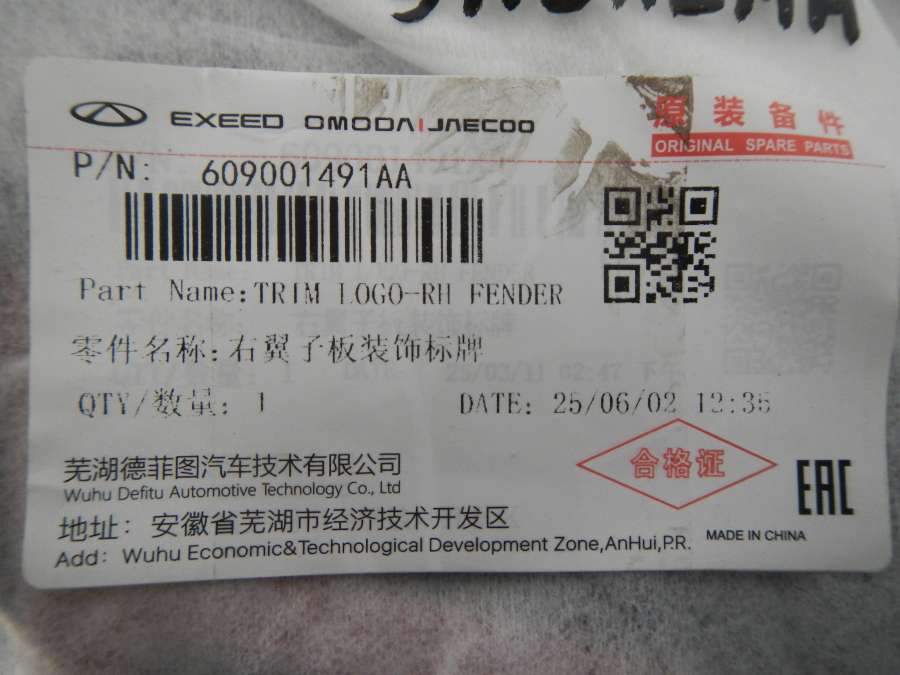 EXEED OMODA|JAECOO
原装备件
ORIGINAL SPARE PARTS
P/N: 609001491AA
Part Name:TRIM LOGO-RH FENDER
零件名称:右翼子板装饰标牌
QTY/数量: 1 DATE: 25/06/02 12:35
芜湖德菲图汽车技术有限公司
Wuhu Defitu Automotive Technology Co., Ltd
合格证
EAC
地址: 安徽省芜湖市经济技术开发区
MADE IN CHINA
Add: Wuhu Economic&Technological Development Zone,AnHui,P.R.